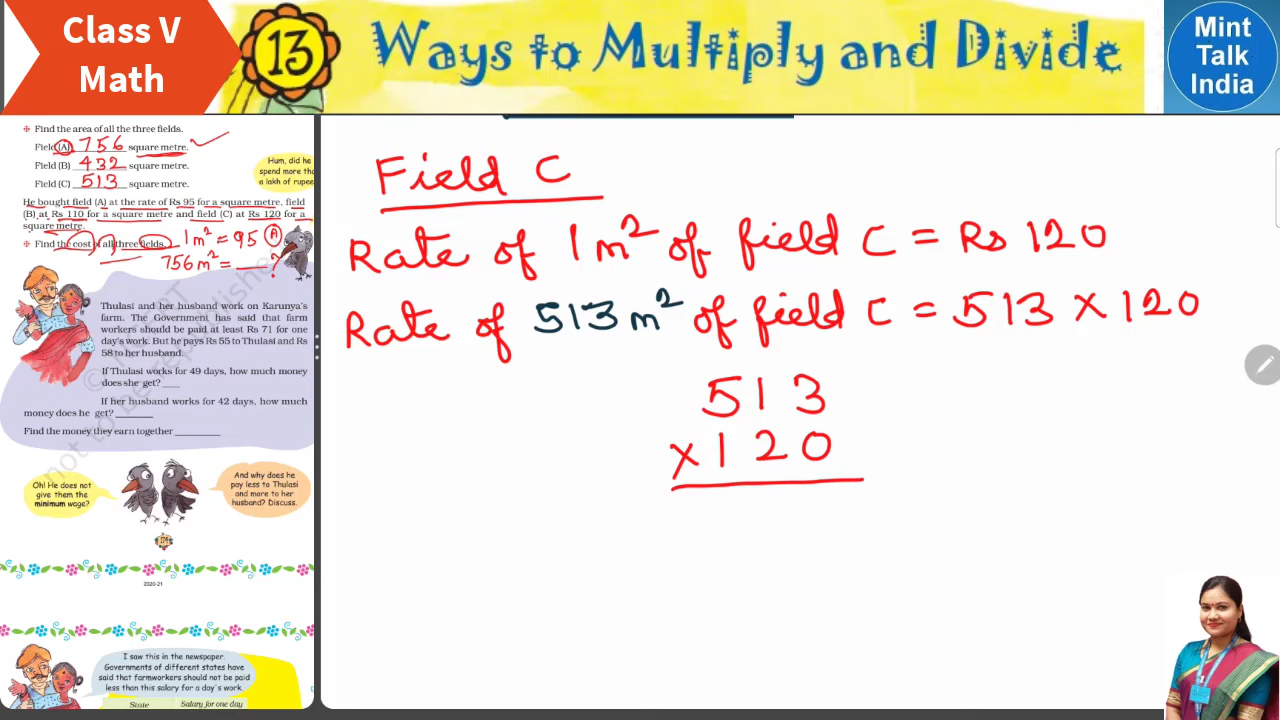 Class V
Math
13
Ways to Multiply and Divide
Mint
Talk
India
Find the area of all the three fields.
Field (A) 756 square metre.
Field (B) 432 square metre.
Field (C) 513 square metre.
Hum, did he
spend more tha
a lakh of rupee
He bought field (A) at the rate of Rs 95 for a square metre, field
(B) at Rs 110 for a square metre and field (C) at Rs 120 for a
square metre.
Find the cost of all three fields.
1m² = 95 (A)
756m² = ___?
Thulasi and her husband work on Karunya's
farm. The Government has said that farm
workers should be paid at least Rs 71 for one
day's work. But he pays Rs 55 to Thulasi and Rs
58 to her husband.
If Thulasi works for 49 days, how much money
does she get? ___
If her husband works for 42 days, how much
money does he get? ______
Find the money they earn together ______
not to be republished
Oh! He does not
give them the
minimum wage?
And why does he
pay less to Thulasi
and more to her
husband? Discuss.
174
2020-21
I saw this in the newspaper.
Governments of different states have
said that farmworkers should not be paid
less than this salary for a day's work.
State Salary for one day
Field C
Rate of 1m² of field C = Rs 120
Rate of 513m² of field C = 513 × 120
513
×120